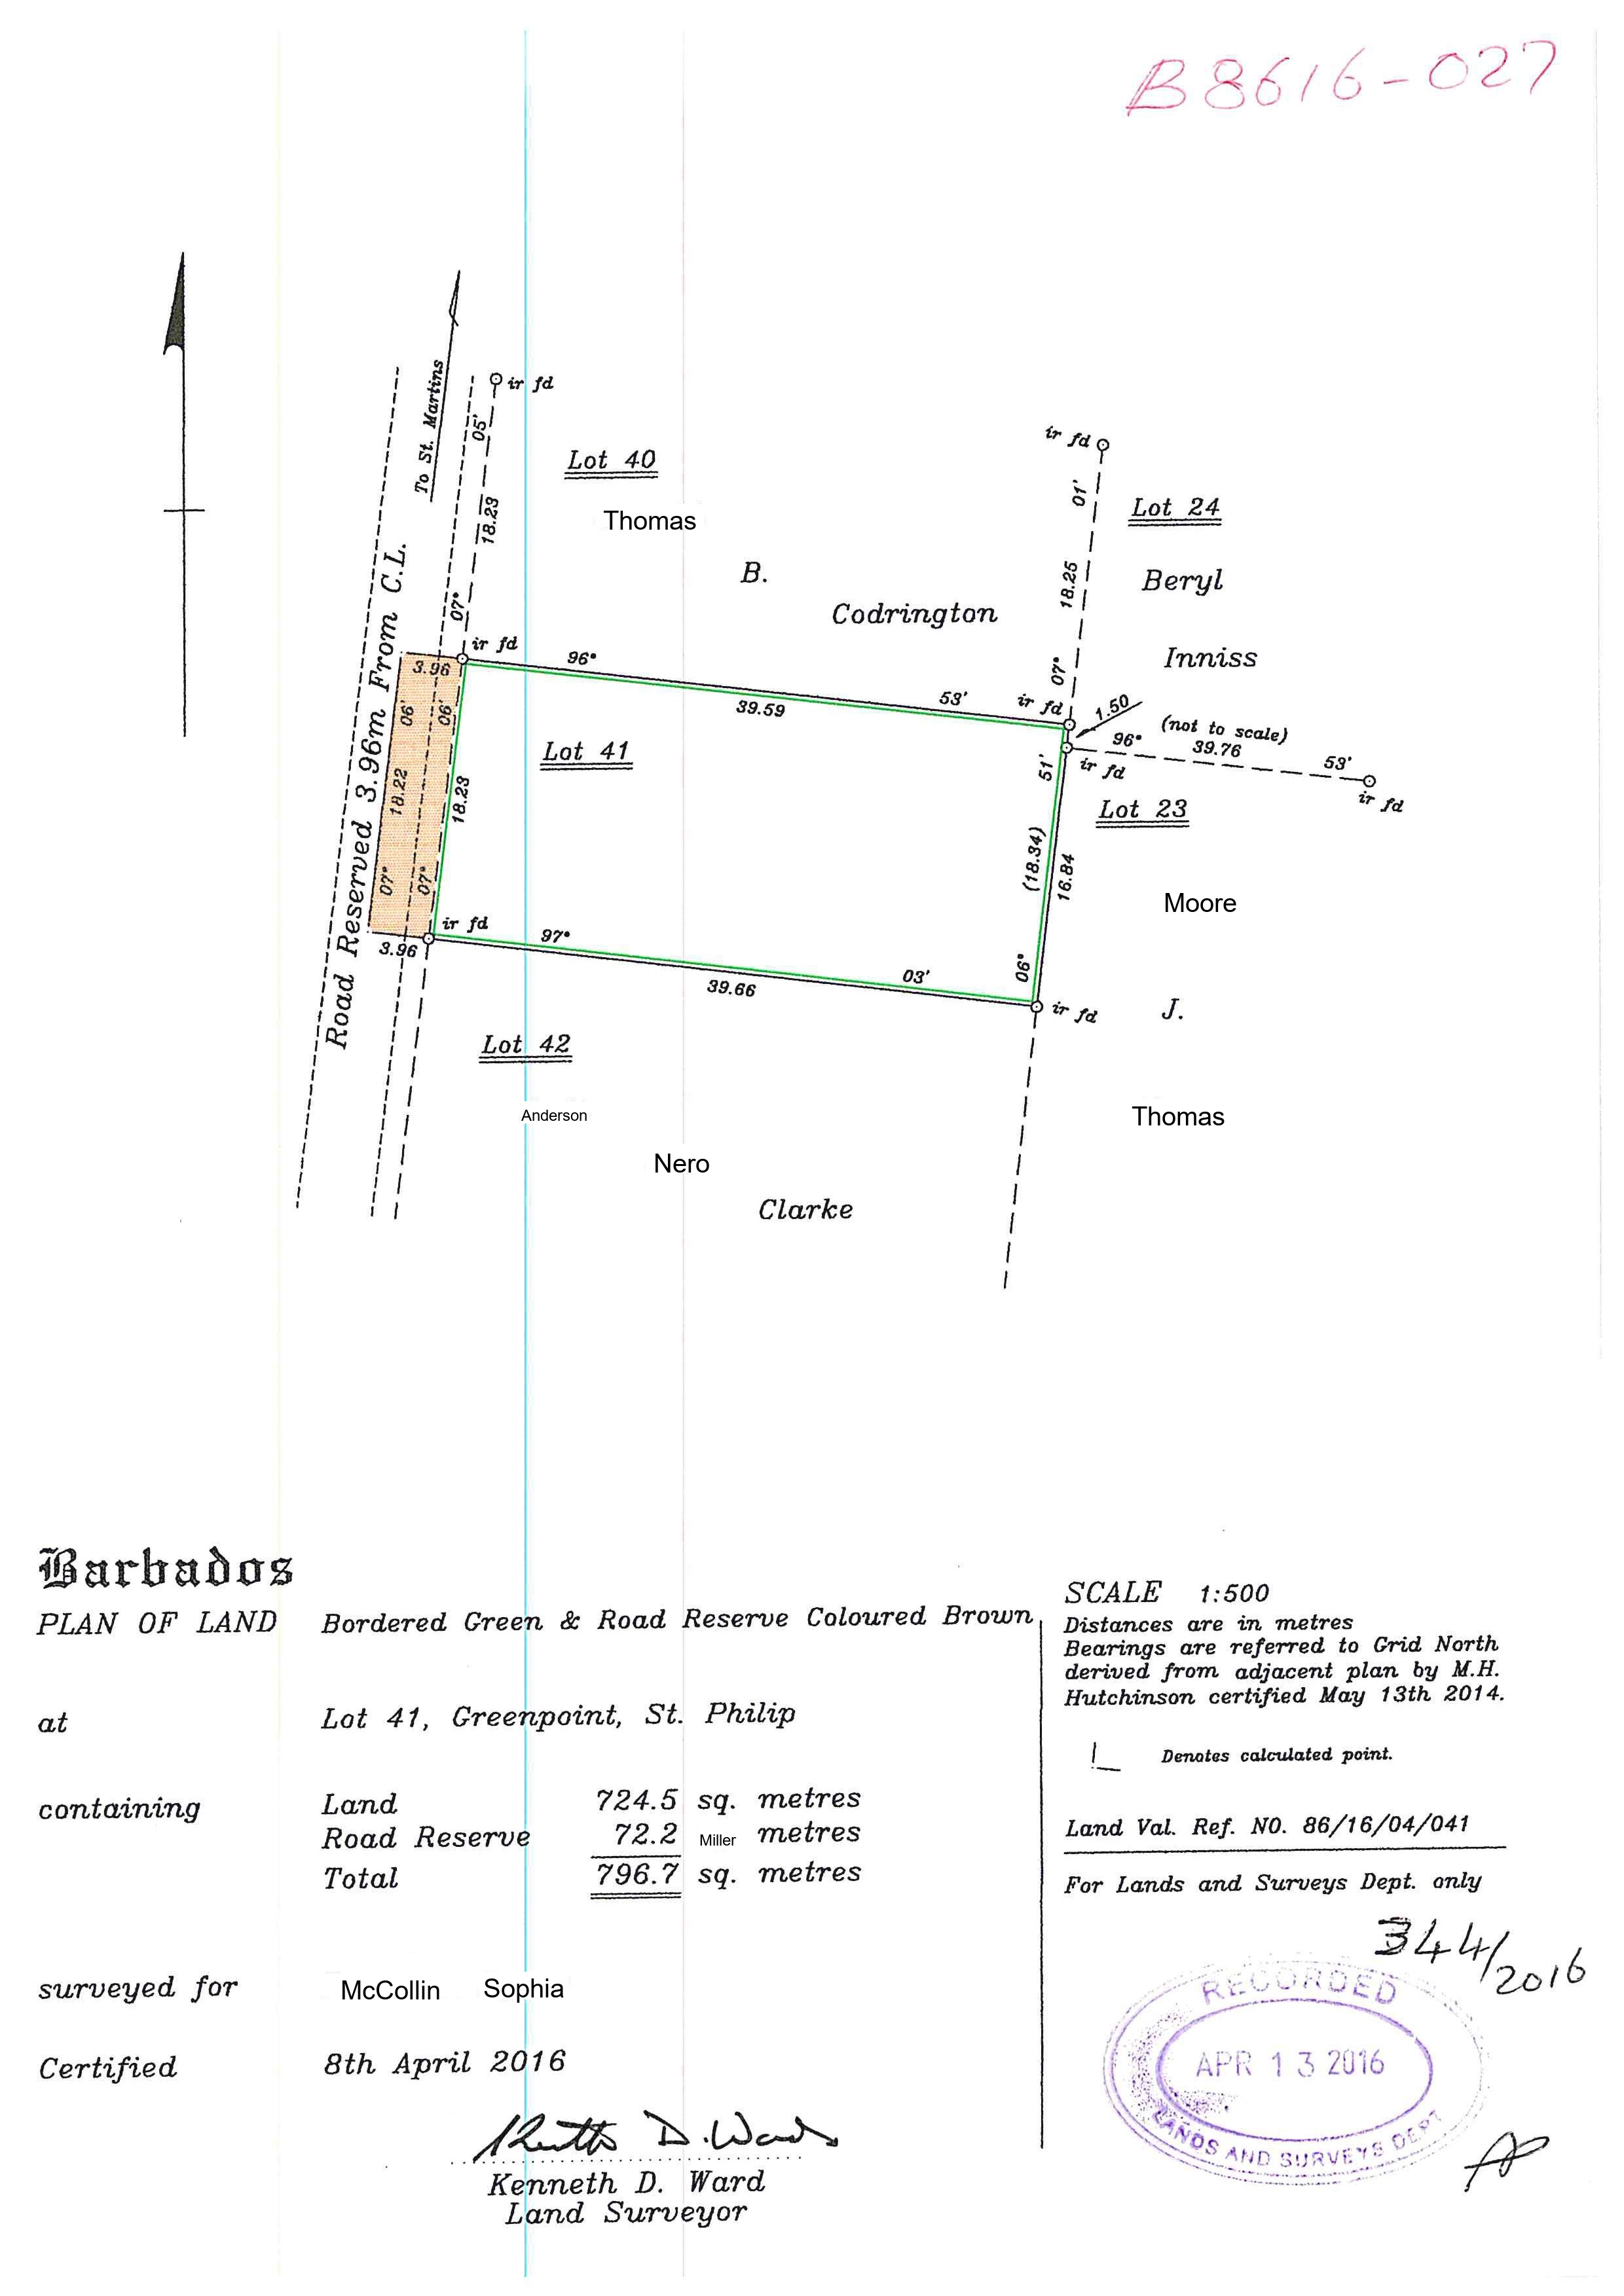 B8616-027
To St. Martins
ir fd
05'
18.23
07°
Lot 40
Thomas
B.
Codrington
ir fd
01'
18.25
07°
Lot 24
Beryl
Inniss
Road Reserved 3.96m From C.L.
ir fd
3.96
96°
39.59
53'
ir fd
1.50
(not to scale)
96°
39.76
53'
ir fd
ir fd
06'
06'
18.22
18.23
07°
07°
Lot 41
51'
(18.34)
16.84
06°
Lot 23
Moore
J.
Thomas
ir fd
3.96
97°
39.66
03'
ir fd
Lot 42
Anderson
Nero
Clarke
Barbados
PLAN OF LAND Bordered Green & Road Reserve Coloured Brown
at Lot 41, Greenpoint, St. Philip
containing Land 724.5 sq. metres
Road Reserve 72.2 Miller metres
Total 796.7 sq. metres
surveyed for McCollin Sophia
Certified 8th April 2016
Kenneth D. Ward
Kenneth D. Ward
Land Surveyor
SCALE 1:500
Distances are in metres
Bearings are referred to Grid North
derived from adjacent plan by M.H.
Hutchinson certified May 13th 2014.
Denotes calculated point.
Land Val. Ref. NO. 86/16/04/041
For Lands and Surveys Dept. only
344/2016
RECORDED
APR 13 2016
LANDS AND SURVEYS DEPT